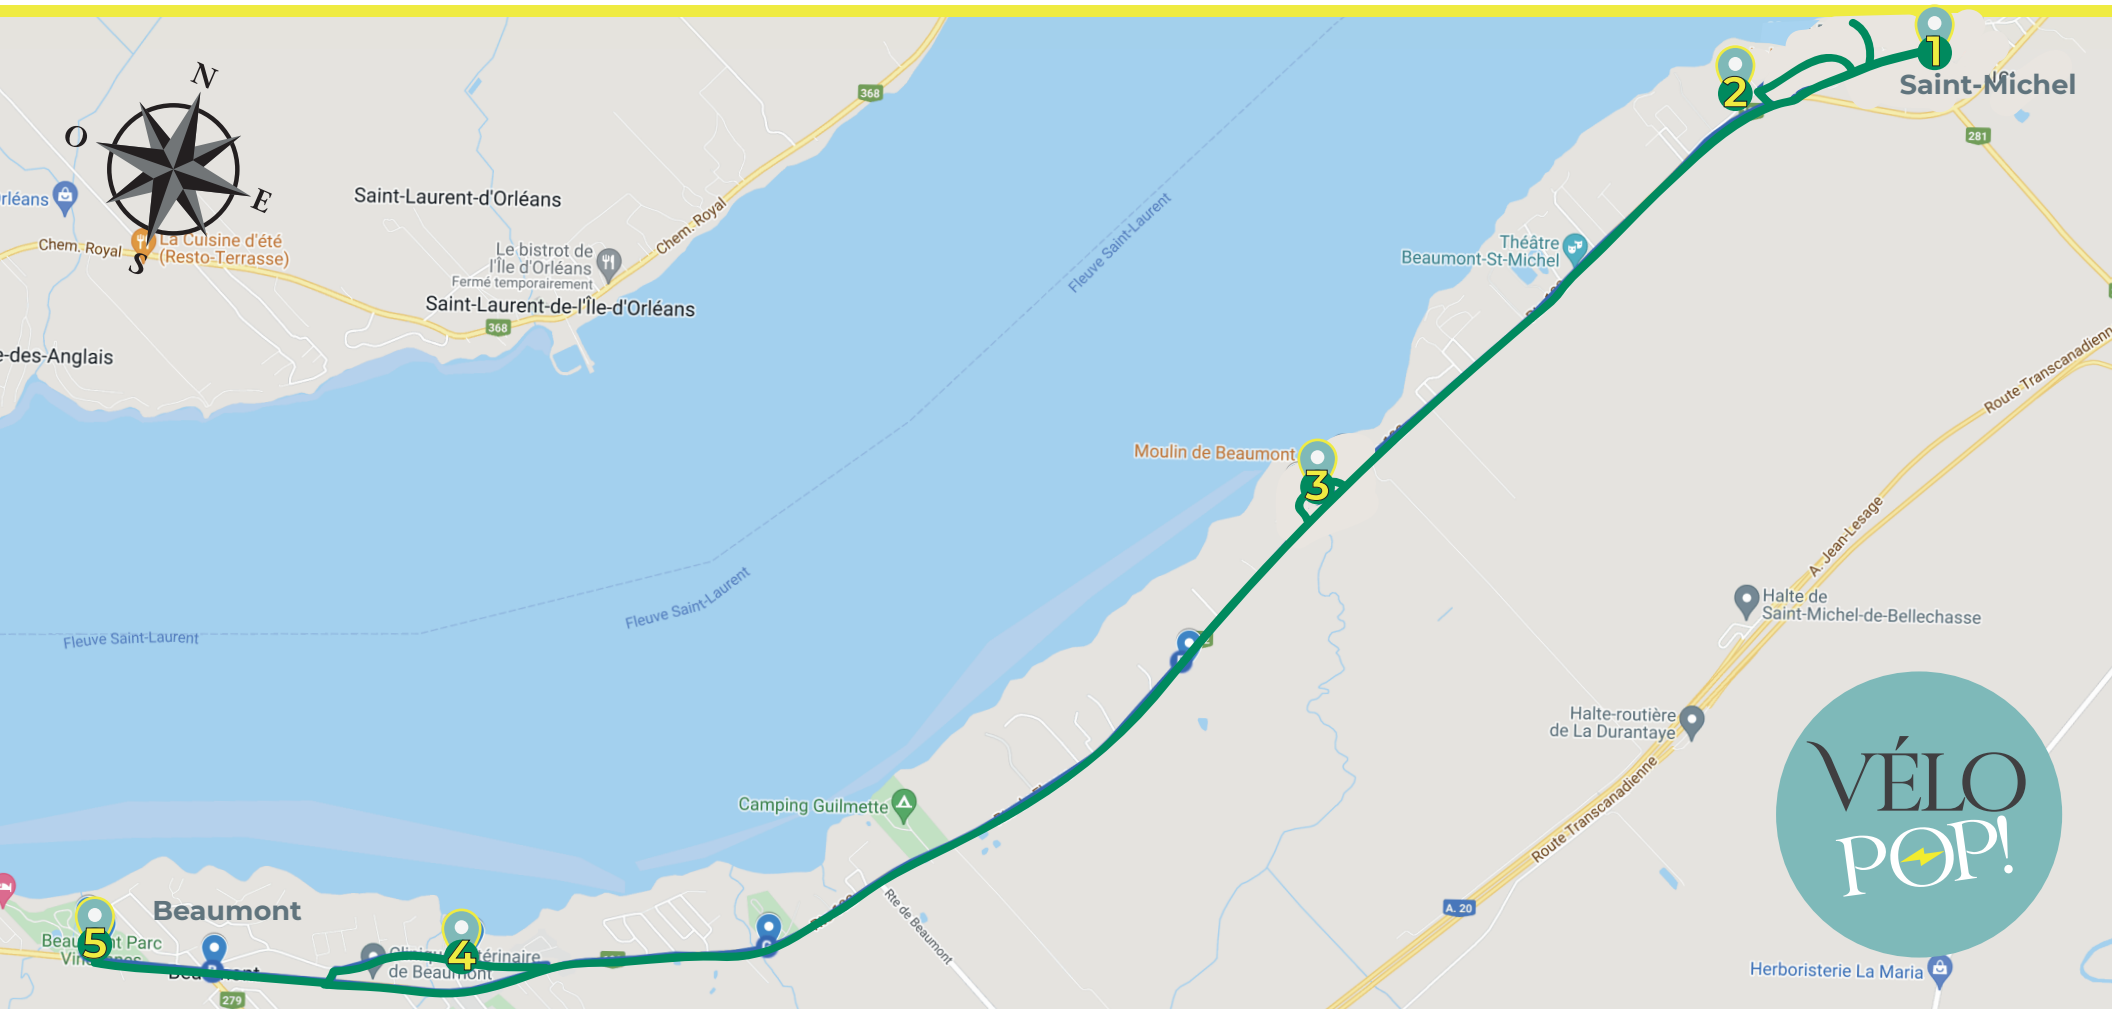 1
Saint-Michel
2
281
368
N
O
E
S
Saint-Laurent-d'Orléans
rléans
Chem. Royal
La Cuisine d'été
(Resto-Terrasse)
Chem. Royal
Le bistrot de
l'Île d'Orléans
Fermé temporairement
Saint-Laurent-de-l'Île-d'Orléans
368
e-des-Anglais
Fleuve Saint-Laurent
Théâtre
Beaumont-St-Michel
Route Transcanadienn
Moulin de Beaumont
3
A. Jean-Lesage
Fleuve Saint-Laurent
Fleuve Saint-Laurent
Halte de
Saint-Michel-de-Bellechasse
Halte-routière
de La Durantaye
Route Transcanadienne
VÉLO
POP!
Camping Guilmette
Rte de Beaumont
A. 20
Herboristerie La Maria
Beaumont
5
4
de Beaumont
279